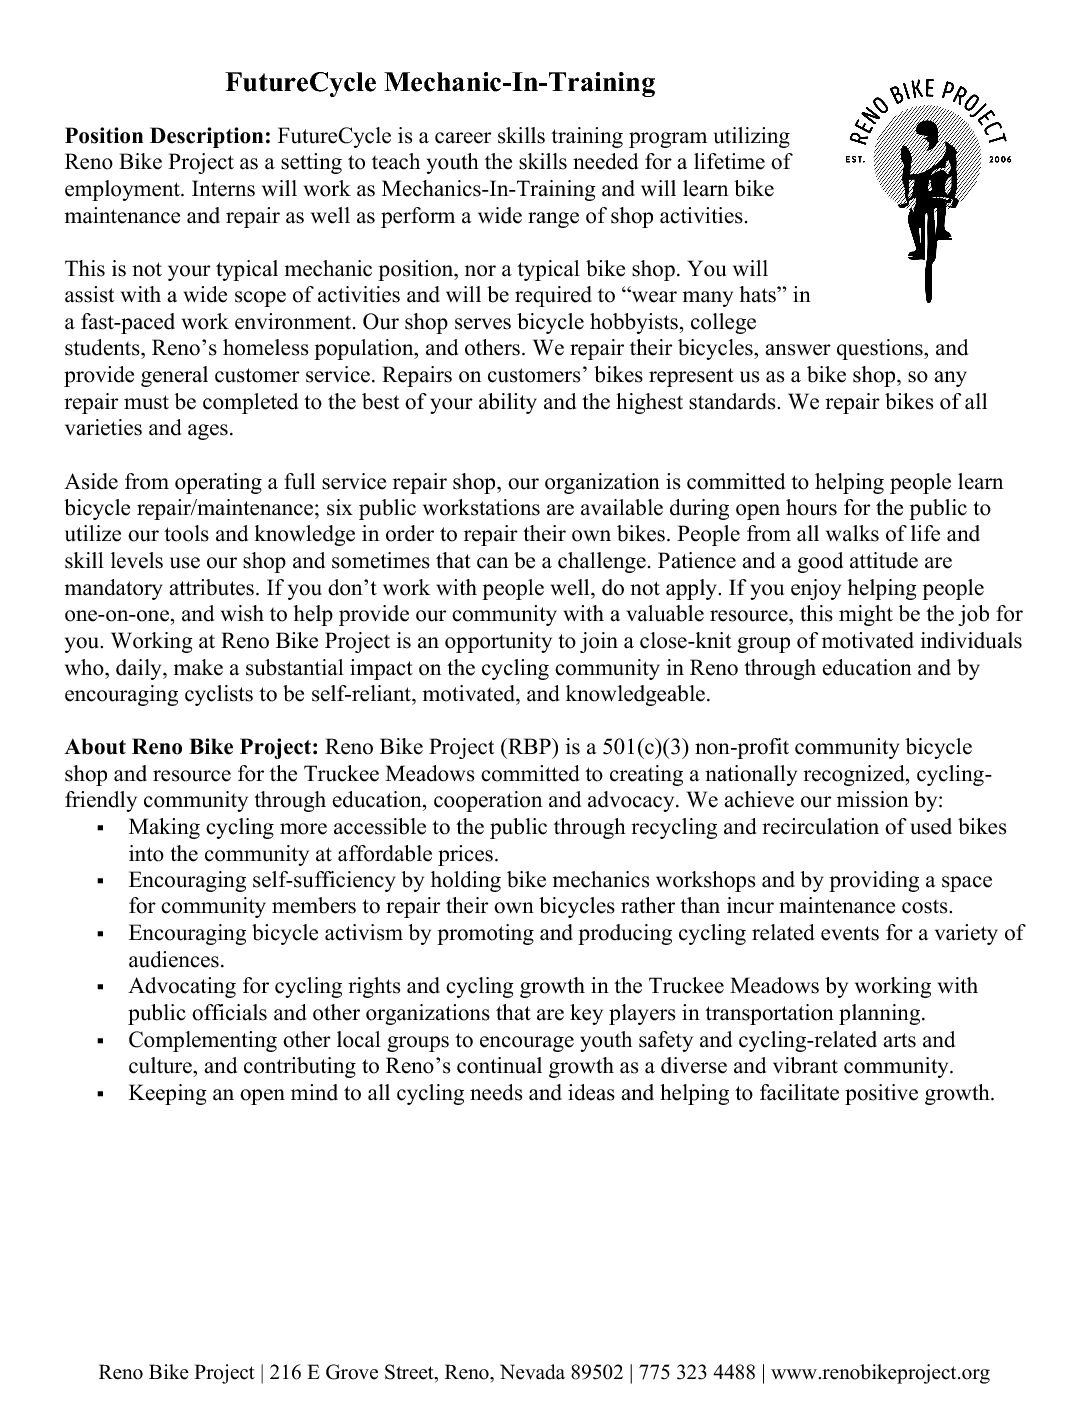 FutureCycle Mechanic-In-Training
RENO BIKE PROJECT
EST. 2006
Position Description: FutureCycle is a career skills training program utilizing
Reno Bike Project as a setting to teach youth the skills needed for a lifetime of
employment. Interns will work as Mechanics-In-Training and will learn bike
maintenance and repair as well as perform a wide range of shop activities.
This is not your typical mechanic position, nor a typical bike shop. You will
assist with a wide scope of activities and will be required to “wear many hats” in
a fast-paced work environment. Our shop serves bicycle hobbyists, college
students, Reno’s homeless population, and others. We repair their bicycles, answer questions, and
provide general customer service. Repairs on customers’ bikes represent us as a bike shop, so any
repair must be completed to the best of your ability and the highest standards. We repair bikes of all
varieties and ages.
Aside from operating a full service repair shop, our organization is committed to helping people learn
bicycle repair/maintenance; six public workstations are available during open hours for the public to
utilize our tools and knowledge in order to repair their own bikes. People from all walks of life and
skill levels use our shop and sometimes that can be a challenge. Patience and a good attitude are
mandatory attributes. If you don’t work with people well, do not apply. If you enjoy helping people
one-on-one, and wish to help provide our community with a valuable resource, this might be the job for
you. Working at Reno Bike Project is an opportunity to join a close-knit group of motivated individuals
who, daily, make a substantial impact on the cycling community in Reno through education and by
encouraging cyclists to be self-reliant, motivated, and knowledgeable.
About Reno Bike Project: Reno Bike Project (RBP) is a 501(c)(3) non-profit community bicycle
shop and resource for the Truckee Meadows committed to creating a nationally recognized, cycling-
friendly community through education, cooperation and advocacy. We achieve our mission by:
▪ Making cycling more accessible to the public through recycling and recirculation of used bikes
into the community at affordable prices.
▪ Encouraging self-sufficiency by holding bike mechanics workshops and by providing a space
for community members to repair their own bicycles rather than incur maintenance costs.
▪ Encouraging bicycle activism by promoting and producing cycling related events for a variety of
audiences.
▪ Advocating for cycling rights and cycling growth in the Truckee Meadows by working with
public officials and other organizations that are key players in transportation planning.
▪ Complementing other local groups to encourage youth safety and cycling-related arts and
culture, and contributing to Reno’s continual growth as a diverse and vibrant community.
▪ Keeping an open mind to all cycling needs and ideas and helping to facilitate positive growth.
Reno Bike Project | 216 E Grove Street, Reno, Nevada 89502 | 775 323 4488 | www.renobikeproject.org